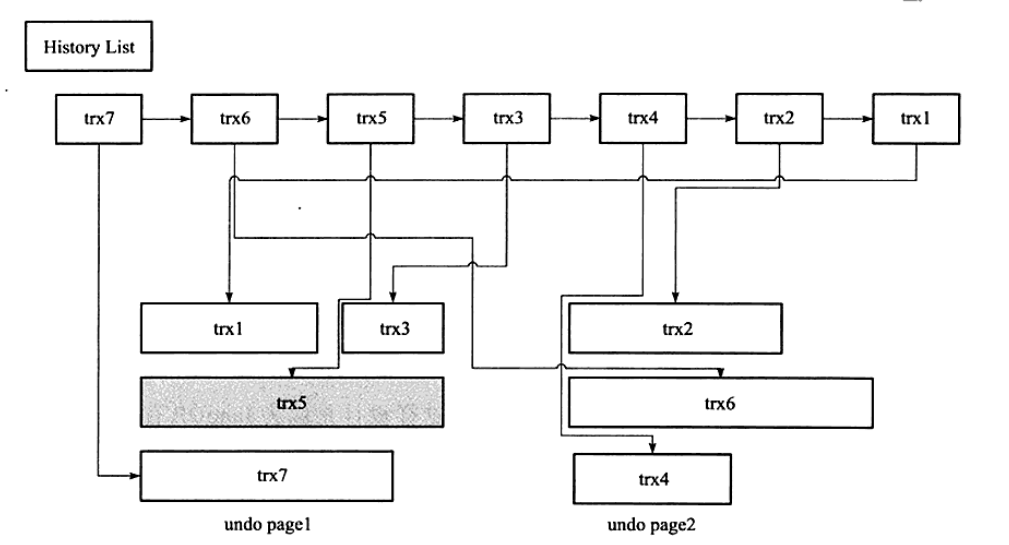 History List
trx7 trx6 trx5 trx3 trx4 trx2 trx1
trx1 trx3 trx2
trx5 trx6
trx7 trx4
undo page1 undo page2